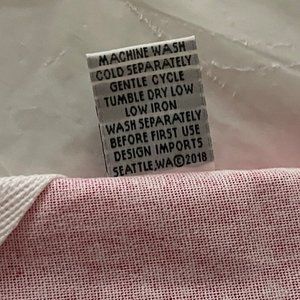 MACHINE WASH
COLD SEPARATELY
GENTLE CYCLE
TUMBLE DRY LOW
LOW IRON
WASH SEPARATELY
BEFORE FIRST USE
DESIGN IMPORTS
SEATTLE,WA©2018